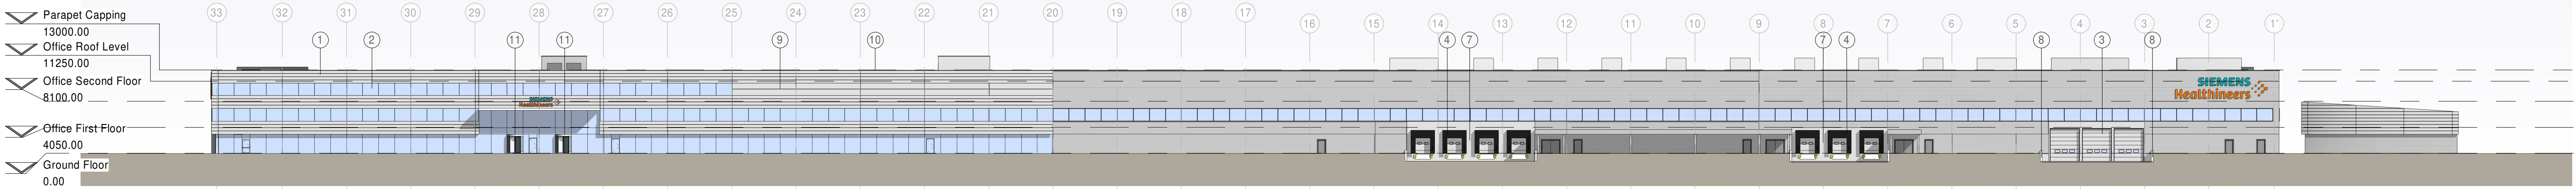 Parapet Capping
13000.00
Office Roof Level
11250.00
Office Second Floor
8100.00
Office First Floor
4050.00
Ground Floor
0.00
33 32 31 30 29 28 27 26 25 24 23 22 21 20 19 18 17 16 15 14 13 12 11 10 9 8 7 6 5 4 3 2 1'
1 2 11 11 9 10 4 7 7 4 8 3 8
SIEMENS
Healthineers
SIEMENS
Healthineers